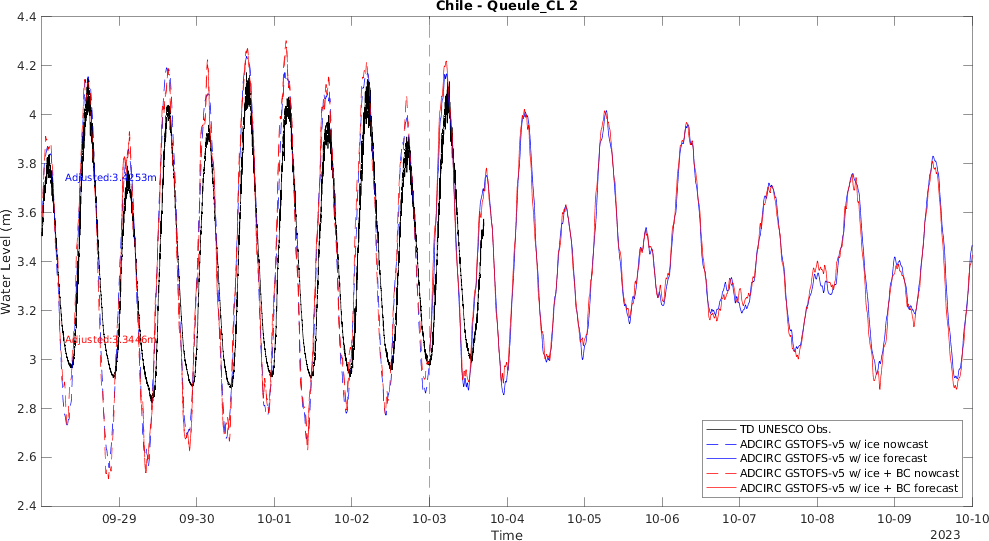 Chile - Queule_CL 2
4.4
4.2
4
3.8
3.6
3.4
3.2
3
2.8
2.6
2.4
Water Level (m)
Adjusted:3.4253m
Adjusted:3.3446m
TD UNESCO Obs.
ADCIRC GSTOFS-v5 w/ ice nowcast
ADCIRC GSTOFS-v5 w/ ice forecast
ADCIRC GSTOFS-v5 w/ ice + BC nowcast
ADCIRC GSTOFS-v5 w/ ice + BC forecast
09-29 09-30 10-01 10-02 10-03 10-04 10-05 10-06 10-07 10-08 10-09 10-10
Time
2023